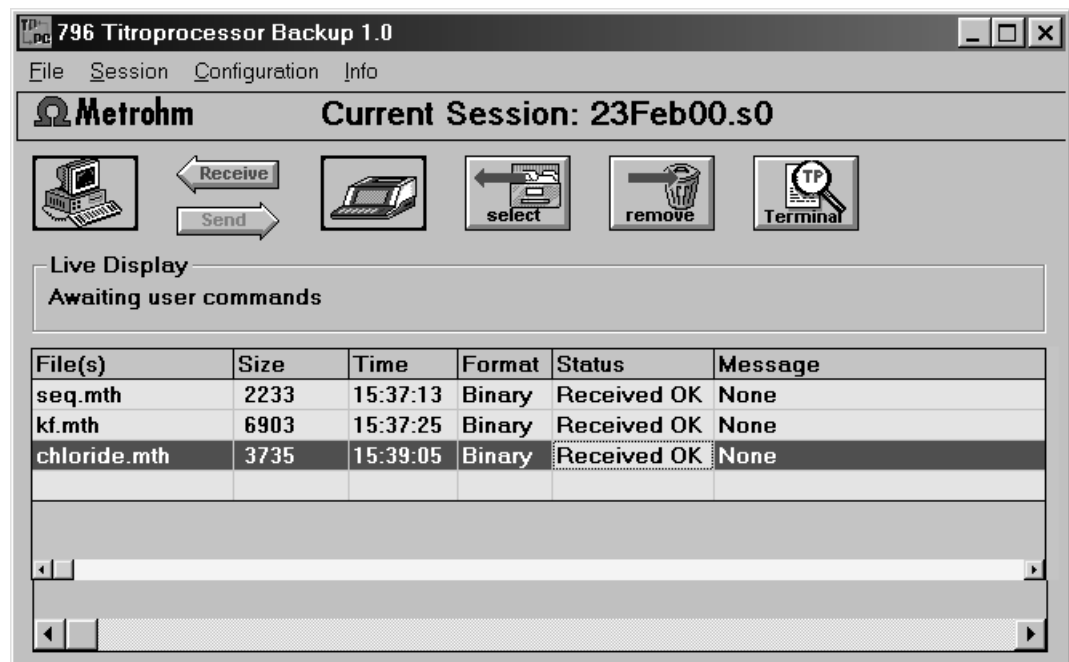 TP PC 796 Titroprocessor Backup 1.0
File Session Configuration Info
Ω Metrohm Current Session: 23Feb00.s0
Receive
Send
select
remove
TP
Terminal
Live Display
Awaiting user commands
File(s) Size Time Format Status Message
seq.mth 2233 15:37:13 Binary Received OK None
kf.mth 6903 15:37:25 Binary Received OK None
chloride.mth 3735 15:39:05 Binary Received OK None